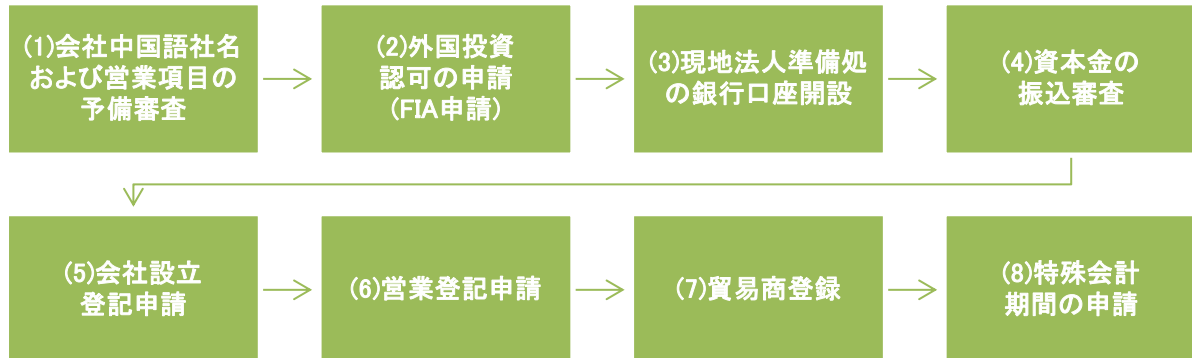 (1)会社中国語社名
および営業項目の
予備審査
(2)外国投資
認可の申請
(FIA申請)
(3)現地法人準備処
の銀行口座開設
(4)資本金の
振込審査
(5)会社設立
登記申請
(6)営業登記申請
(7)貿易商登録
(8)特殊会計
期間の申請